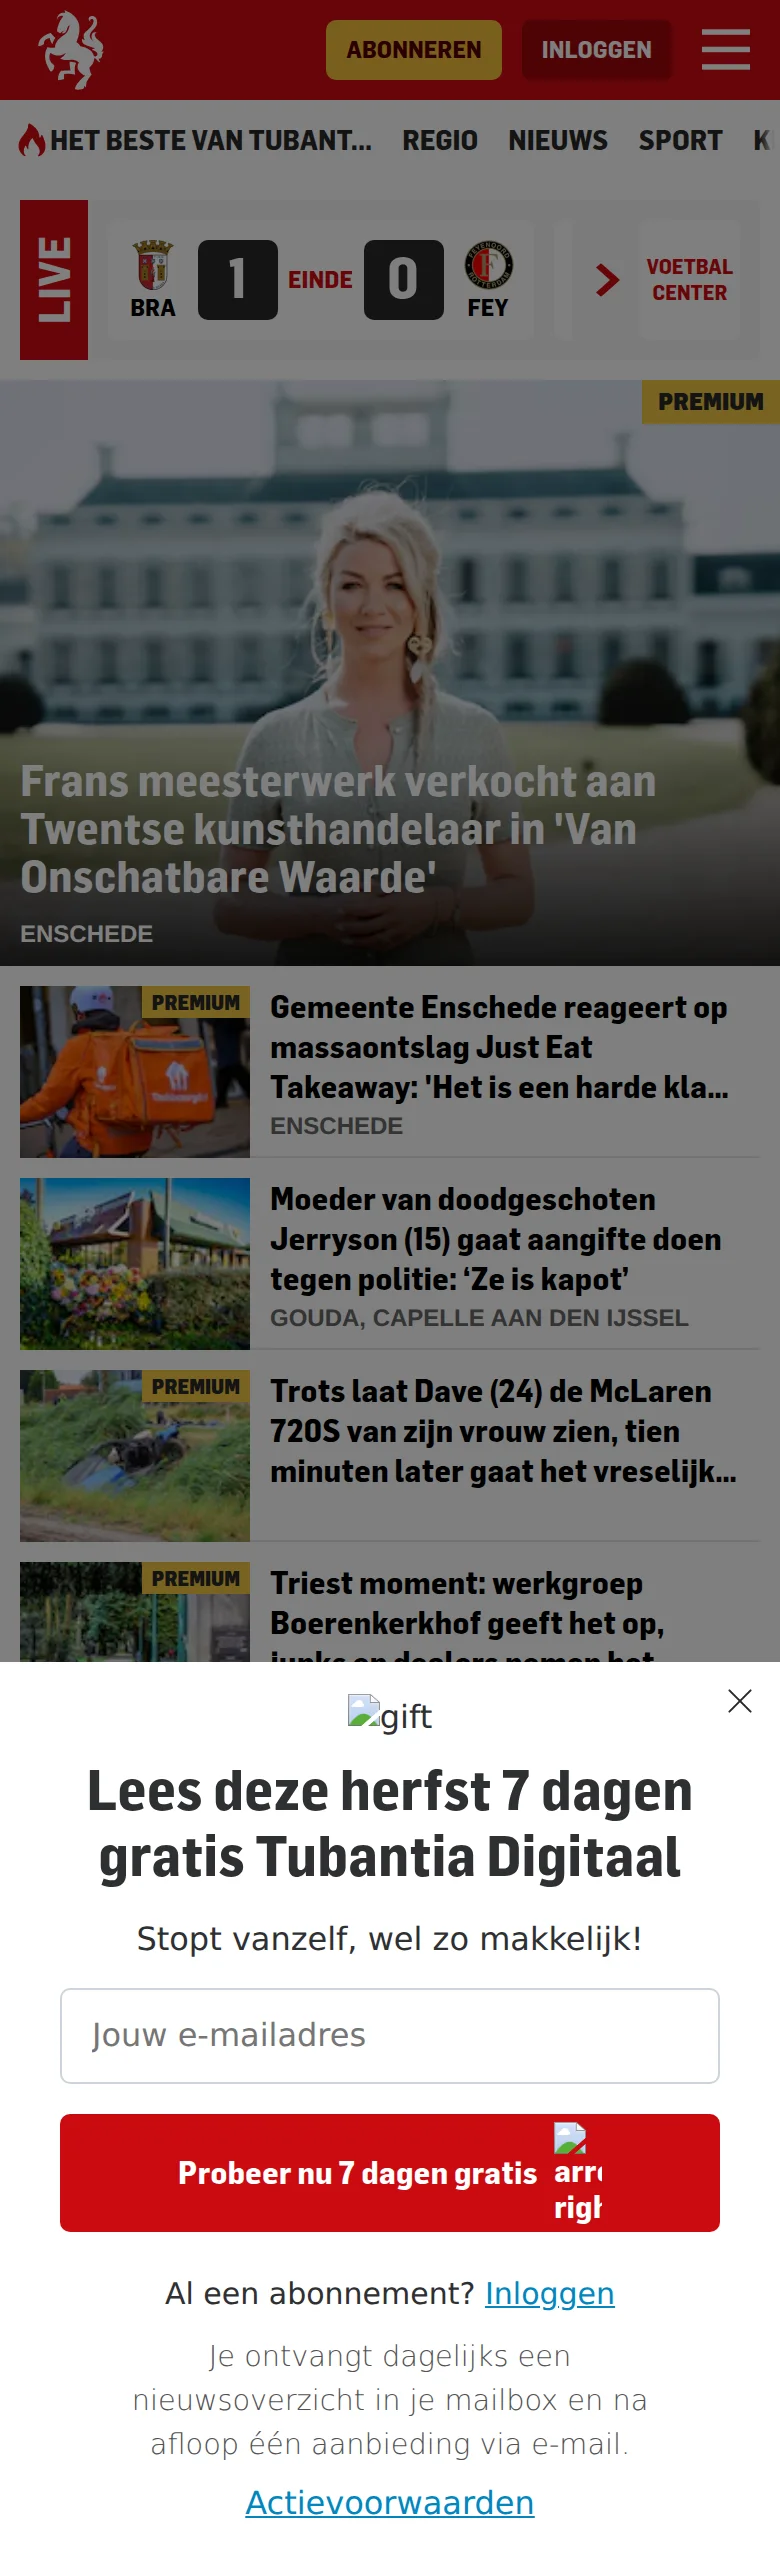 ABONNEREN
INLOGGEN
HET BESTE VAN TUBANT...
REGIO
NIEUWS
SPORT
LIVE
BRA
1
EINDE
0
FEY
VOETBAL
CENTER
PREMIUM
Frans meesterwerk verkocht aan
Twentse kunsthandelaar in 'Van
Onschatbare Waarde'
ENSCHEDE
PREMIUM
Gemeente Enschede reageert op
massaontslag Just Eat
Takeaway: 'Het is een harde kla...
ENSCHEDE
Moeder van doodgeschoten
Jerryson (15) gaat aangifte doen
tegen politie: ‘Ze is kapot’
GOUDA, CAPELLE AAN DEN IJSSEL
PREMIUM
Trots laat Dave (24) de McLaren
720S van zijn vrouw zien, tien
minuten later gaat het vreselijk...
PREMIUM
Triest moment: werkgroep
Boerenkerkhof geeft het op,
gift
Lees deze herfst 7 dagen
gratis Tubantia Digitaal
Stopt vanzelf, wel zo makkelijk!
Jouw e-mailadres
Probeer nu 7 dagen gratis
Al een abonnement? Inloggen
Je ontvangt dagelijks een
nieuwsoverzicht in je mailbox en na
afloop één aanbieding via e-mail.
Actievoorwaarden